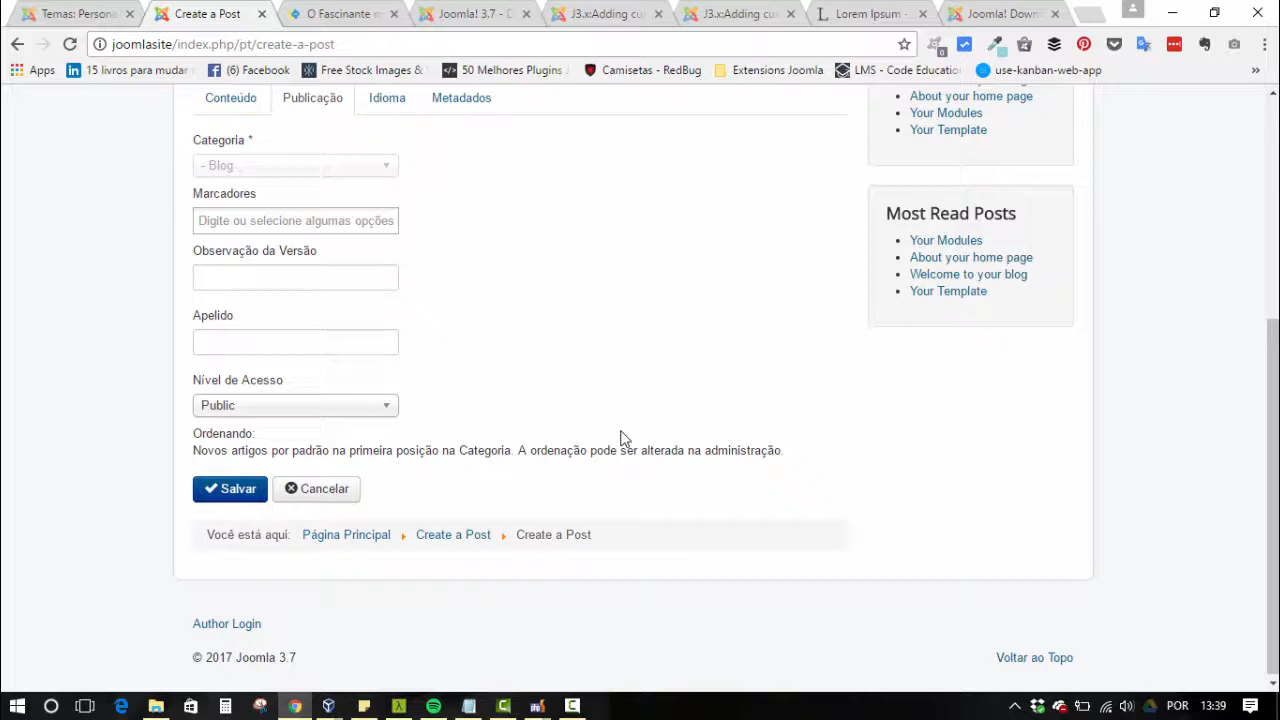 Temas: Persona
Create a Post
O Fascinante m
Joomla! 3.7 - D
J3.x:Adding cu
J3.x:Adding cu
Lorem Ipsum -
Joomla! Down
joomlasite/index.php/pt/create-a-post
Apps
15 livros para mudar
(6) Facebook
Free Stock Images &
50 Melhores Plugins
Camisetas - RedBug
Extensions Joomla
LMS - Code Educatio
use-kanban-web-app
»
Conteúdo
Publicação
Idioma
Metadados
Categoria *
- Blog
Marcadores
Digite ou selecione algumas opções
Observação da Versão
Apelido
Nível de Acesso
Public
Ordenando:
Novos artigos por padrão na primeira posição na Categoria. A ordenação pode ser alterada na administração.
Salvar
Cancelar
Você está aqui: Página Principal Create a Post Create a Post
About your home page
Your Modules
Your Template
Most Read Posts
Your Modules
About your home page
Welcome to your blog
Your Template
Author Login
© 2017 Joomla 3.7
Voltar ao Topo
POR
13:39